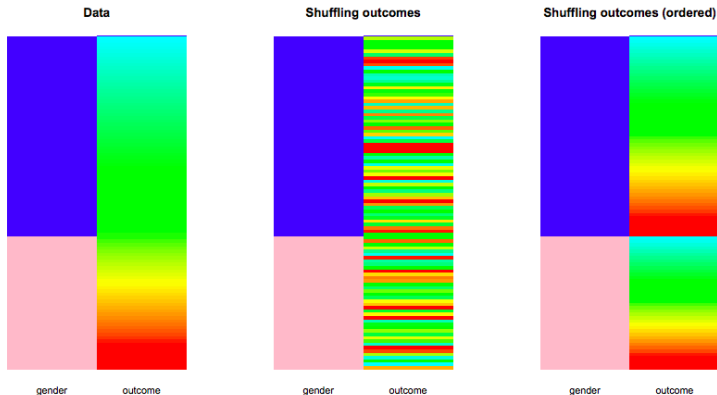 Data
Shuffling outcomes
Shuffling outcomes (ordered)
gender
outcome
gender
outcome
gender
outcome